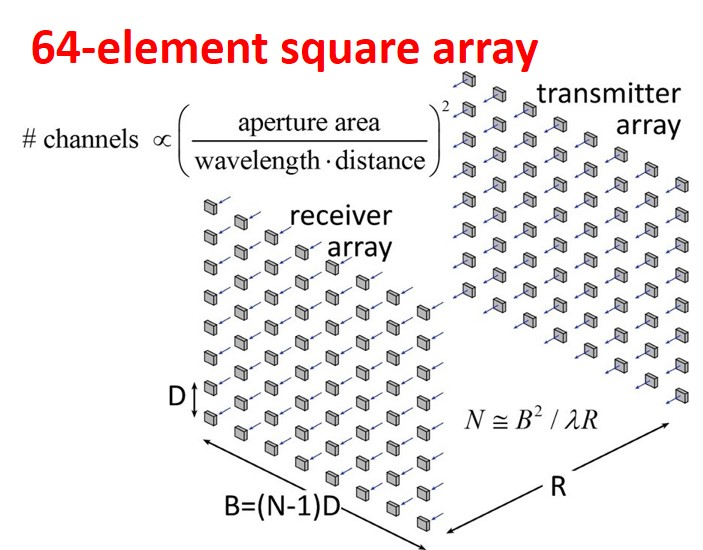 64-element square array
# channels ∝ ( aperture area / wavelength · distance )²
transmitter
array
receiver
array
D
N ≅ B² / λR
B=(N-1)D
R